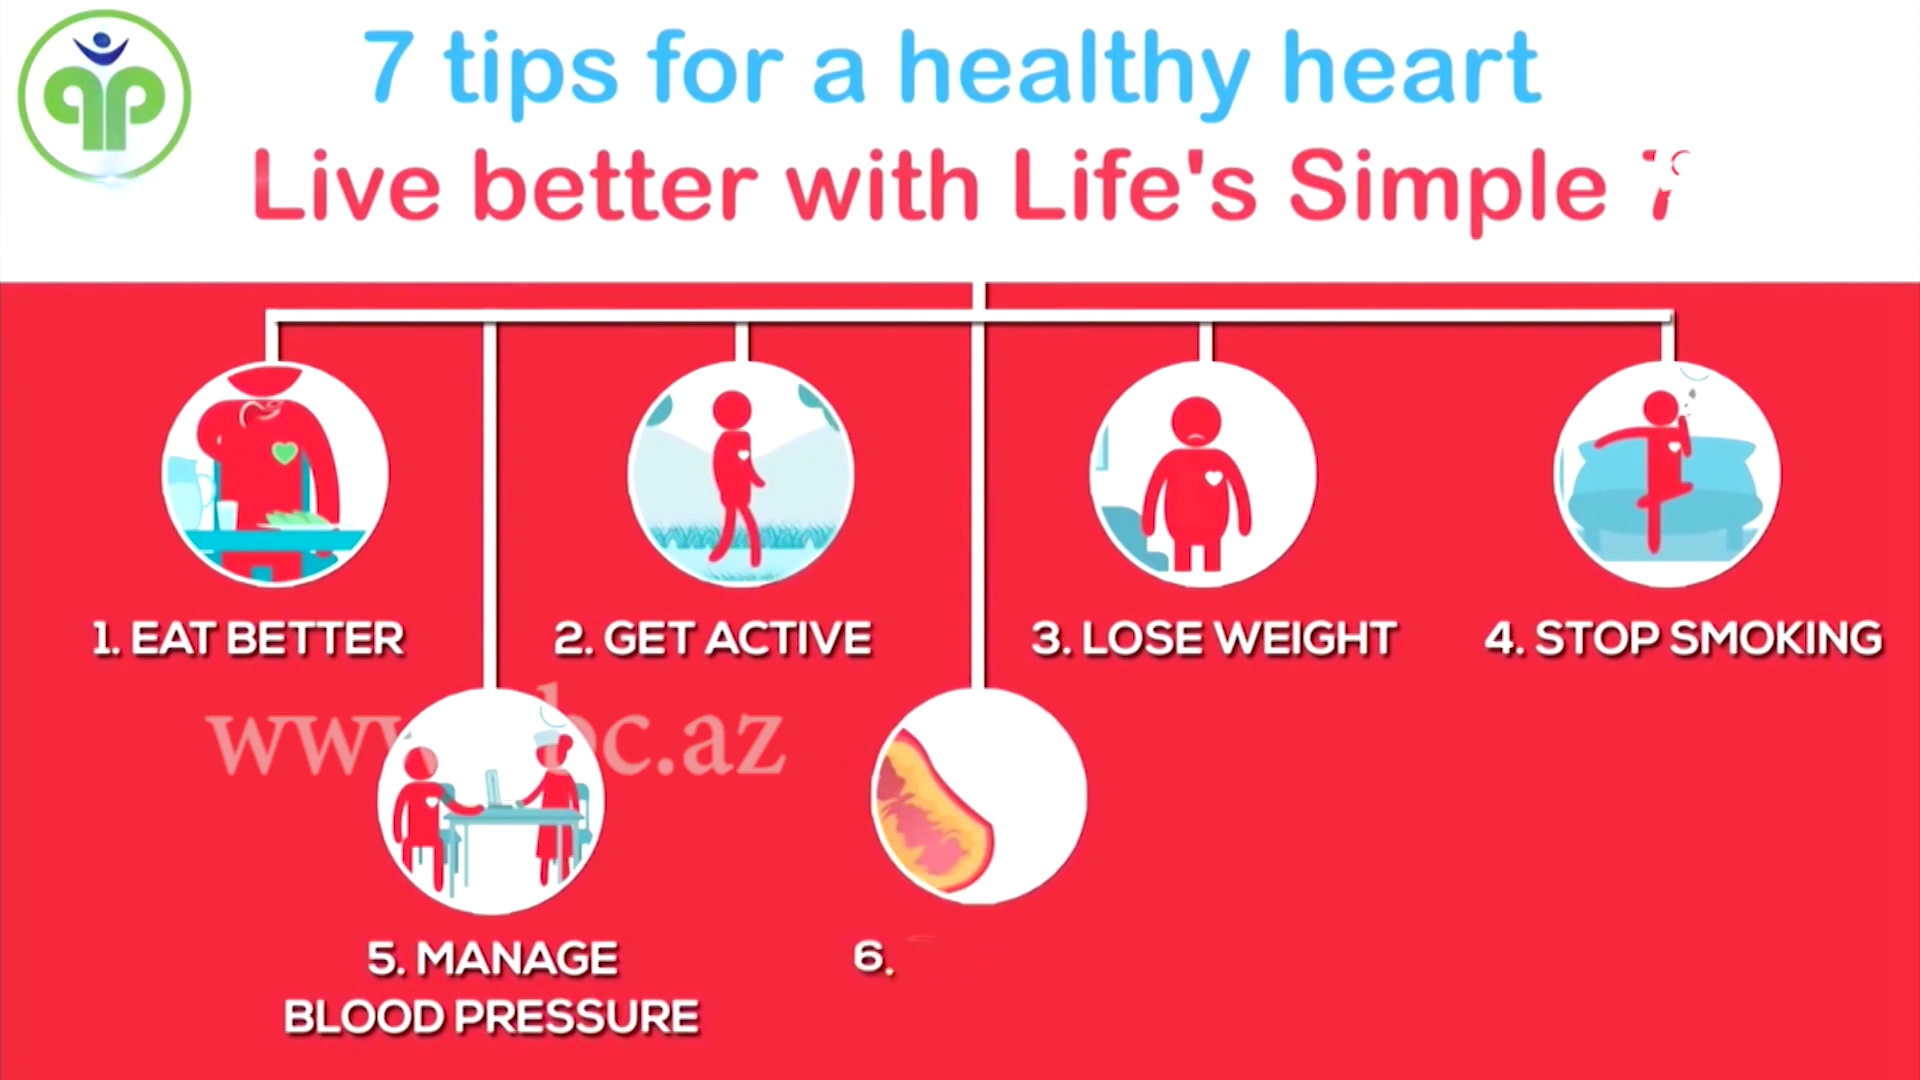 7 tips for a healthy heart
Live better with Life's Simple 7
1. EAT BETTER
2. GET ACTIVE
3. LOSE WEIGHT
4. STOP SMOKING
5. MANAGE
BLOOD PRESSURE
6.